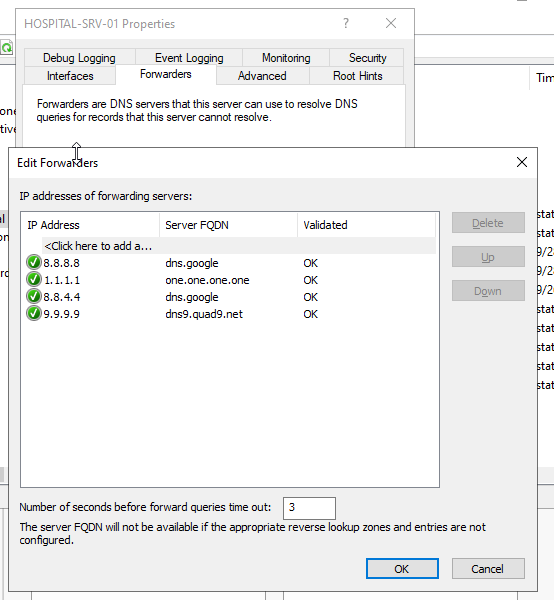 HOSPITAL-SRV-01 Properties ?
Debug Logging Event Logging Monitoring Security
Interfaces Forwarders Advanced Root Hints
Forwarders are DNS servers that this server can use to resolve DNS
queries for records that this server cannot resolve.
Edit Forwarders
IP addresses of forwarding servers:
IP Address Server FQDN Validated
<Click here to add a...
8.8.8.8 dns.google OK
1.1.1.1 one.one.one.one OK
8.8.4.4 dns.google OK
9.9.9.9 dns9.quad9.net OK
Delete
Up
Down
Number of seconds before forward queries time out: 3
The server FQDN will not be available if the appropriate reverse lookup zones and entries are not
configured.
OK Cancel